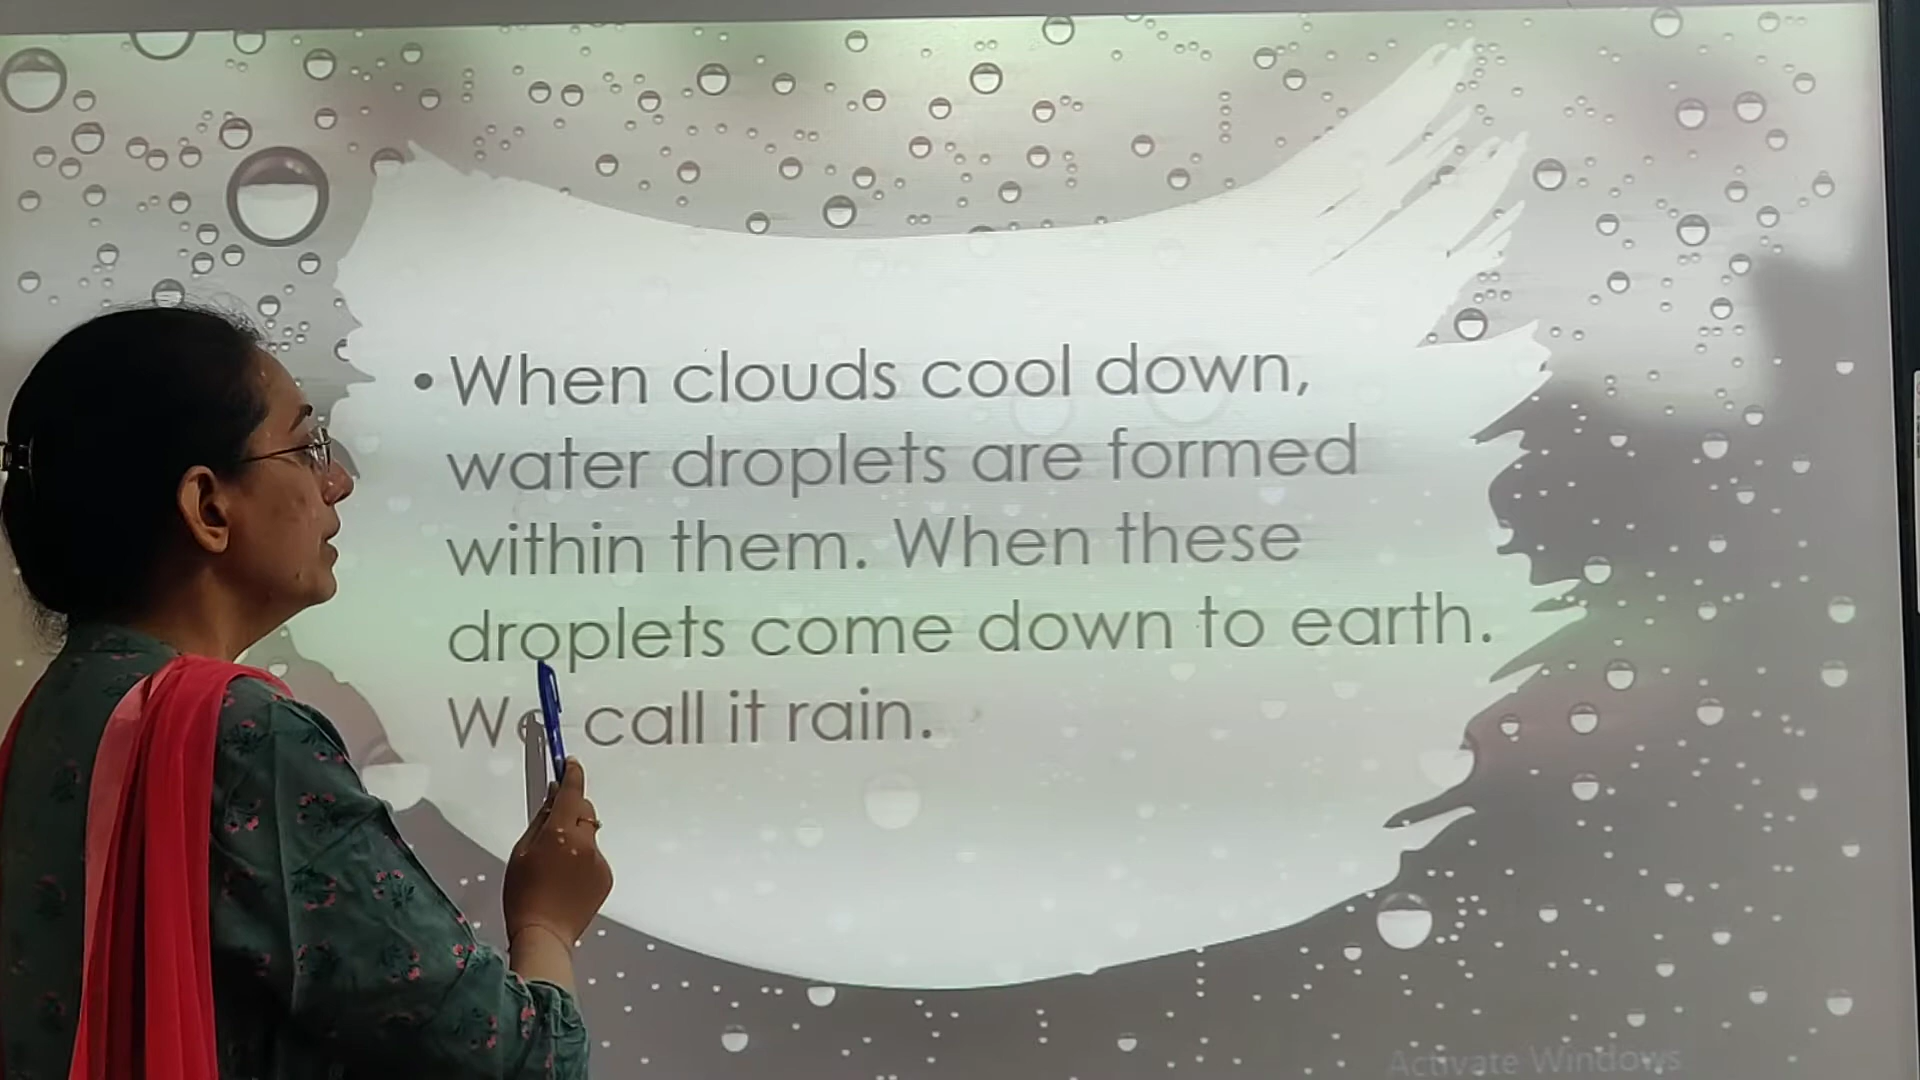 • When clouds cool down,
water droplets are formed
within them. When these
droplets come down to earth.
We call it rain.
Activate Windows